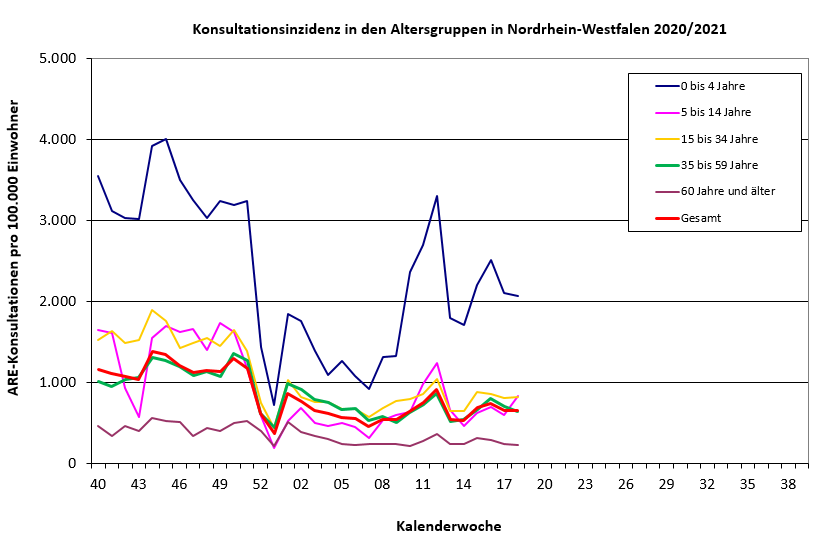 Konsultationsinzidenz in den Altersgruppen in Nordrhein-Westfalen 2020/2021
ARE-Konsultationen pro 100.000 Einwohner
5.000
4.000
3.000
2.000
1.000
0
0 bis 4 Jahre
5 bis 14 Jahre
15 bis 34 Jahre
35 bis 59 Jahre
60 Jahre und älter
Gesamt
40 43 46 49 52 02 05 08 11 14 17 20 23 26 29 32 35 38
Kalenderwoche